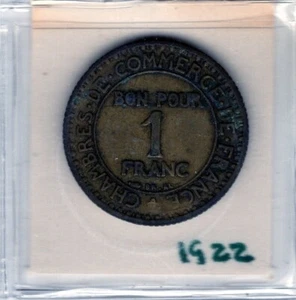 CHAMBRES·DE·COMMERCE·DE·FRANCE
BON POUR
1
FRANC
1922